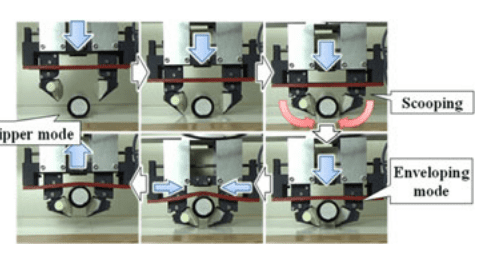 Scooping
ipper mode
Enveloping
mode